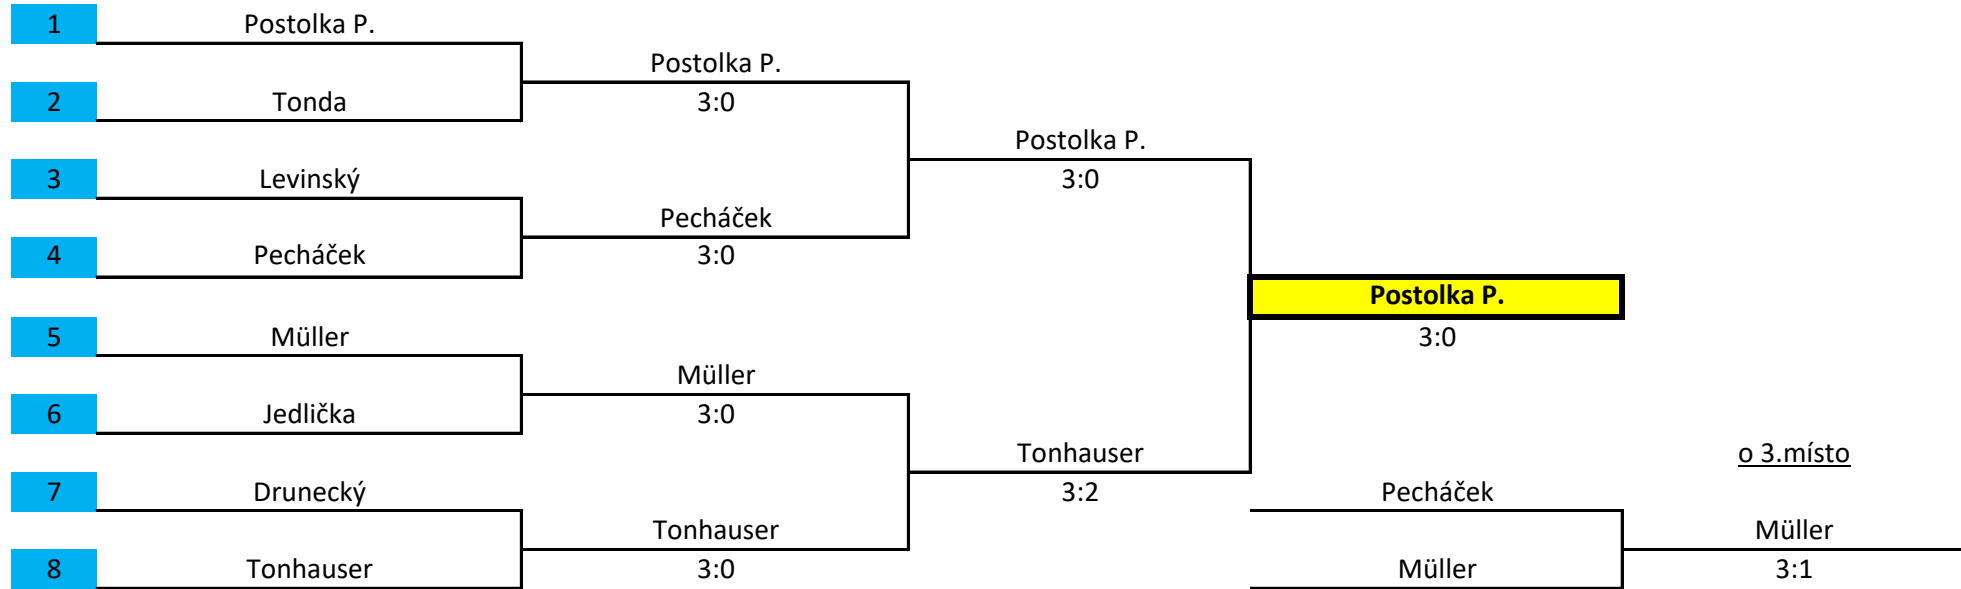 1 Postolka P.
Postolka P.
2 Tonda 3:0
Postolka P.
3 Levinský 3:0
Pecháček
4 Pecháček 3:0
Postolka P.
5 Müller 3:0
Müller
6 Jedlička 3:0
Tonhauser o 3.místo
7 Drunecký 3:2 Pecháček
Tonhauser Müller
8 Tonhauser 3:0 Müller 3:1